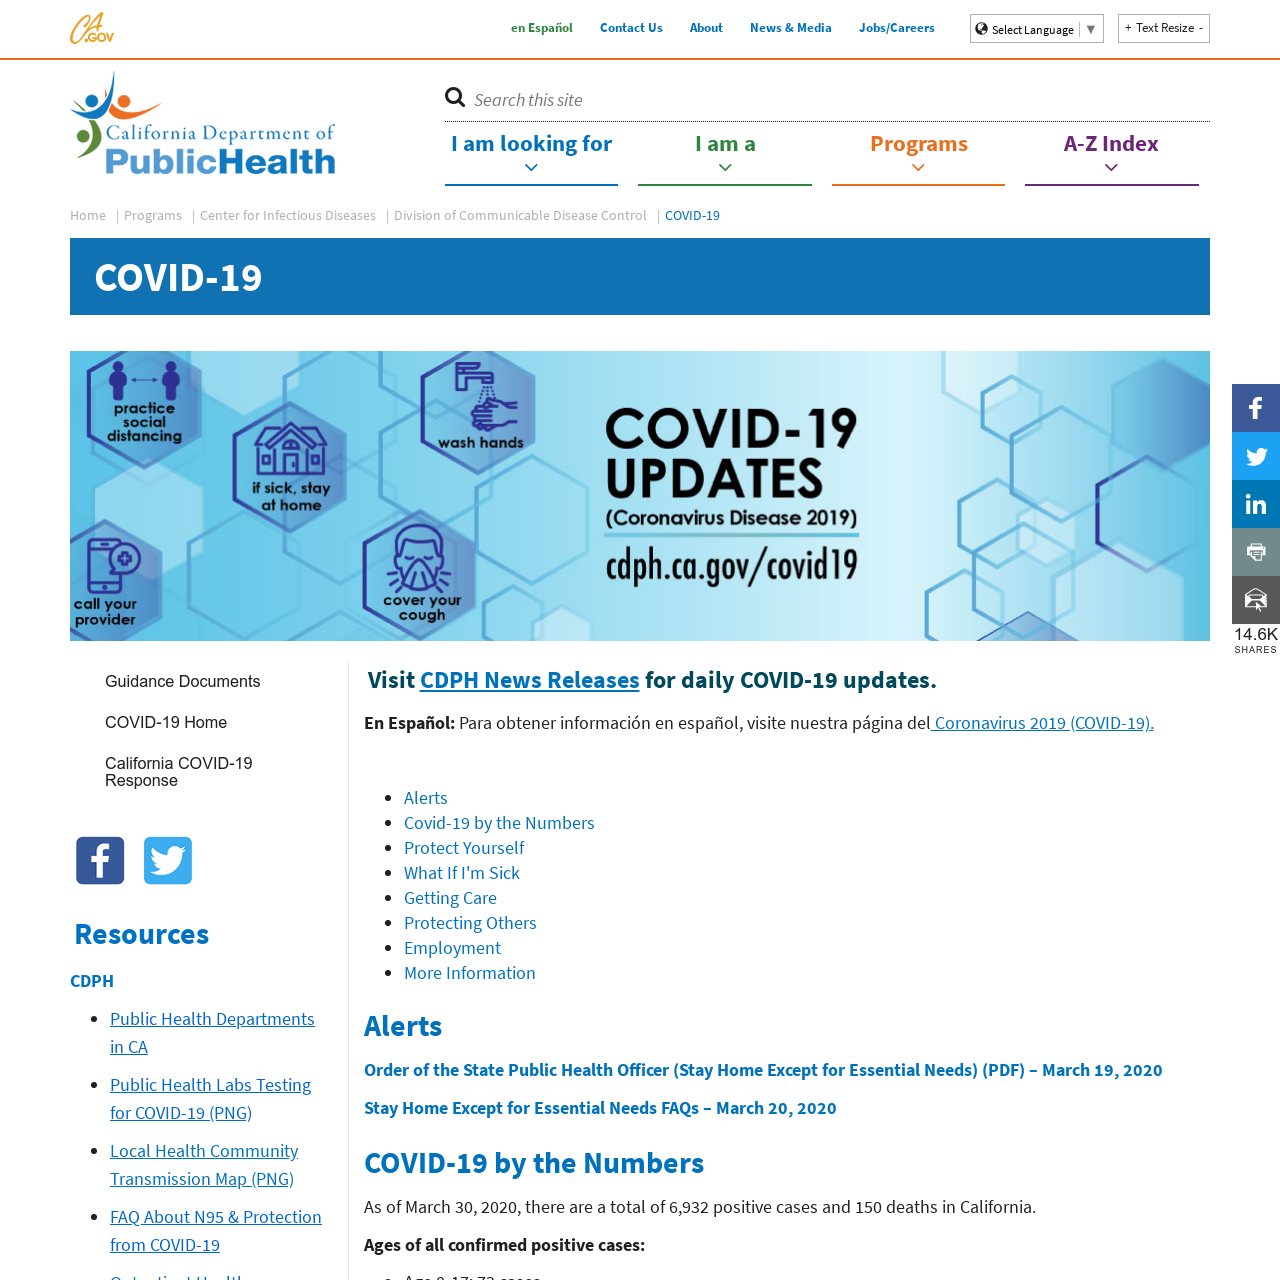 CA.GOV
en Español
Contact Us
About
News & Media
Jobs/Careers
Select Language ▼
+ Text Resize -
California Department of
PublicHealth
Search this site
I am looking for
I am a
Programs
A-Z Index
Home | Programs | Center for Infectious Diseases | Division of Communicable Disease Control | COVID-19
COVID-19
practice
social
distancing
wash hands
if sick, stay
at home
call your
provider
cover your
cough
COVID-19
UPDATES
(Coronavirus Disease 2019)
cdph.ca.gov/covid19
14.6K
SHARES
Guidance Documents
COVID-19 Home
California COVID-19
Response
Resources
CDPH
Public Health Departments
in CA
Public Health Labs Testing
for COVID-19 (PNG)
Local Health Community
Transmission Map (PNG)
FAQ About N95 & Protection
from COVID-19
Visit CDPH News Releases for daily COVID-19 updates.
En Español: Para obtener información en español, visite nuestra página del Coronavirus 2019 (COVID-19).
Alerts
Covid-19 by the Numbers
Protect Yourself
What If I'm Sick
Getting Care
Protecting Others
Employment
More Information
Alerts
Order of the State Public Health Officer (Stay Home Except for Essential Needs) (PDF) – March 19, 2020
Stay Home Except for Essential Needs FAQs – March 20, 2020
COVID-19 by the Numbers
As of March 30, 2020, there are a total of 6,932 positive cases and 150 deaths in California.
Ages of all confirmed positive cases: